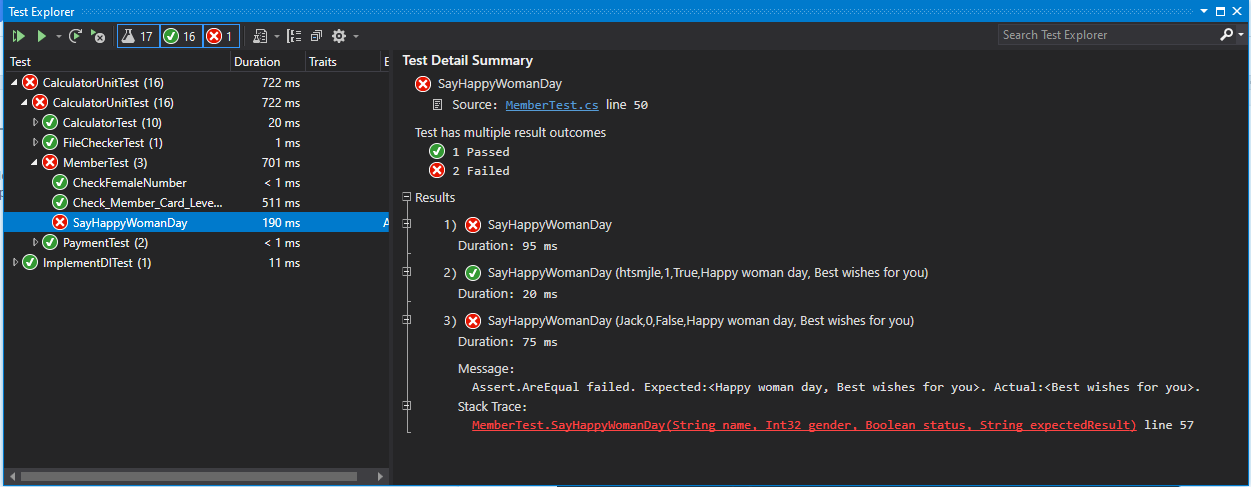 Test Explorer
17 16 1
Search Test Explorer
Test Duration Traits E
CalculatorUnitTest (16) 722 ms
CalculatorUnitTest (16) 722 ms
CalculatorTest (10) 20 ms
FileCheckerTest (1) 1 ms
MemberTest (3) 701 ms
CheckFemaleNumber < 1 ms
Check_Member_Card_Leve... 511 ms
SayHappyWomanDay 190 ms A
PaymentTest (2) < 1 ms
ImplementDITest (1) 11 ms
Test Detail Summary
SayHappyWomanDay
Source: MemberTest.cs line 50
Test has multiple result outcomes
1 Passed
2 Failed
Results
1) SayHappyWomanDay
Duration: 95 ms
2) SayHappyWomanDay (htsmjle,1,True,Happy woman day, Best wishes for you)
Duration: 20 ms
3) SayHappyWomanDay (Jack,0,False,Happy woman day, Best wishes for you)
Duration: 75 ms
Message:
Assert.AreEqual failed. Expected:<Happy woman day, Best wishes for you>. Actual:<Best wishes for you>.
Stack Trace:
MemberTest.SayHappyWomanDay(String name, Int32 gender, Boolean status, String expectedResult) line 57